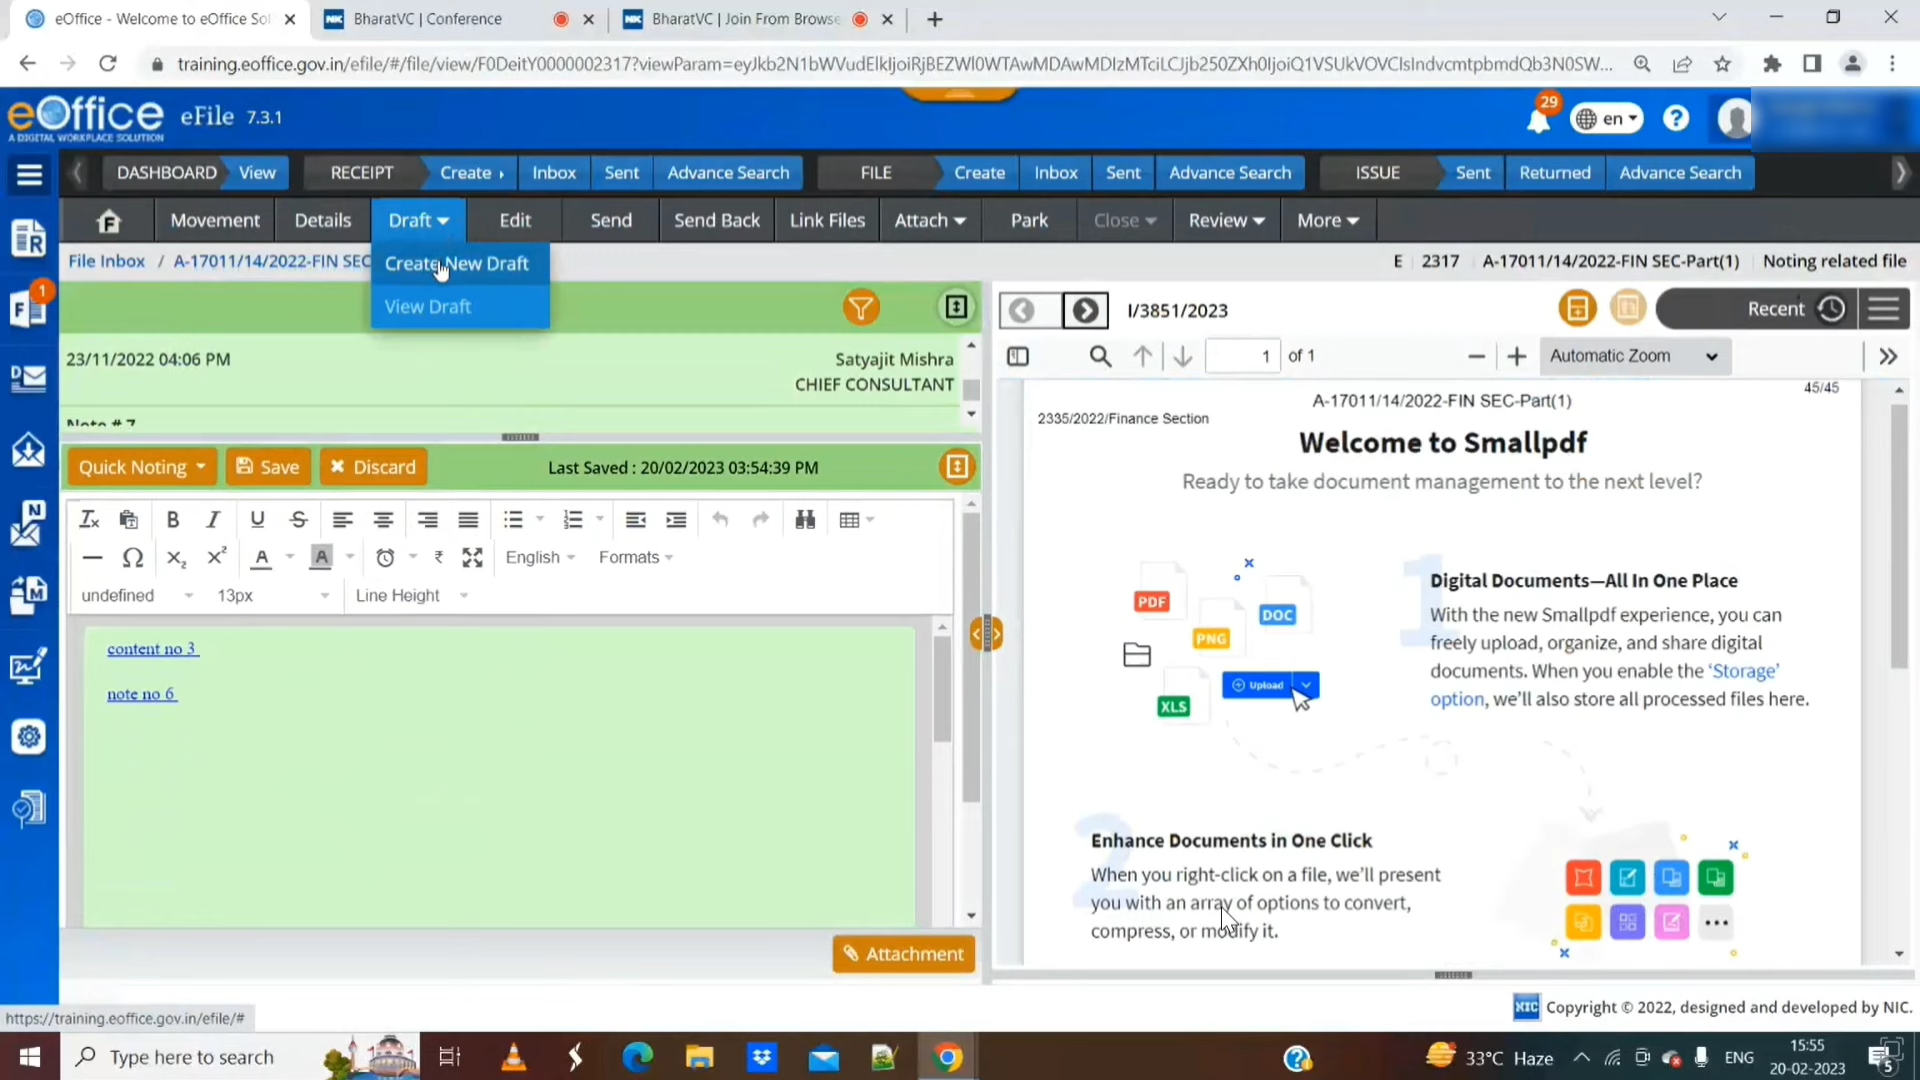 eOffice - Welcome to eOffice Sol
BharatVC | Conference
BharatVC | Join From Browse
training.eoffice.gov.in/efile/#/file/view/
eOffice
A DIGITAL WORKPLACE SOLUTION
eFile 7.3.1
29
en
?
DASHBOARD View RECEIPT Create Inbox Sent Advance Search FILE Create Inbox Sent Advance Search ISSUE Sent Returned Advance Search
Movement Details Draft Edit Send Send Back Link Files Attach Park Close Review More
File Inbox / A-17011/14/2022-FIN SEC
Create New Draft
View Draft
E 2317 A-17011/14/2022-FIN SEC-Part(1) Noting related file
1
23/11/2022 04:06 PM
Satyajit Mishra
CHIEF CONSULTANT
Note # 7
Quick Noting Save Discard Last Saved : 20/02/2023 03:54:39 PM
English Formats
undefined 13px Line Height
content no 3
note no 6
Attachment
I/3851/2023
Recent
1 of 1
Automatic Zoom
45/45
A-17011/14/2022-FIN SEC-Part(1)
2335/2022/Finance Section
Welcome to Smallpdf
Ready to take document management to the next level?
PDF
DOC
PNG
XLS
Upload
1
Digital Documents—All In One Place
With the new Smallpdf experience, you can
freely upload, organize, and share digital
documents. When you enable the ‘Storage’
option, we’ll also store all processed files here.
2
Enhance Documents in One Click
When you right-click on a file, we’ll present
you with an array of options to convert,
compress, or modify it.
https://training.eoffice.gov.in/efile/#
NIC Copyright © 2022, designed and developed by NIC.
Type here to search
33°C Haze
ENG
15:55
20-02-2023
5